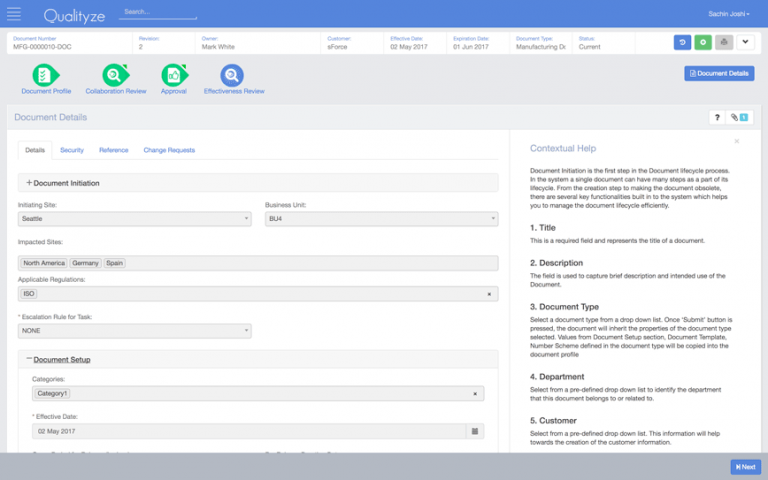 Qualityze
Search...
Sachin Joshi
Document Number
Revision:
Owner:
Customer:
Effective Date:
Expiration Date:
Document Type:
Status:
MFG-0000010-DOC
2
Mark White
sForce
02 May 2017
01 Jun 2017
Manufacturing Dc
Current
Document Profile
Collaboration Review
Approval
Effectiveness Review
Document Details
Document Details
?
1
Details
Security
Reference
Change Requests
Document Initiation
Initiating Site:
Business Unit:
Seattle
BU4
Impacted Sites:
North America
Germany
Spain
Applicable Regulations:
ISO
* Escalation Rule for Task:
NONE
Document Setup
Categories:
Category1
* Effective Date:
02 May 2017
Contextual Help
Document Initiation is the first step in the Document lifecycle process.
In the system a single document can have many steps as a part of its
lifecycle. From the creation step to making the document obsolete,
there are several key functionalities built in to the system which helps
you to manage the document lifecycle efficiently.
1. Title
This is a required field and represents the title of a document.
2. Description
The field is used to capture brief description and intended use of the
Document.
3. Document Type
Select a document type from a drop down list. Once 'Submit' button is
pressed, the document will inherit the properties of the document type
selected. Values from Document Setup section, Document Template,
Number Scheme defined in the document type will be copied into the
document profile
4. Department
Select from a pre-defined drop down list to identify the department
that this document belongs to or related to.
5. Customer
Select from a pre-defined drop down list. This information will help
towards the creation of the customer information.
Next